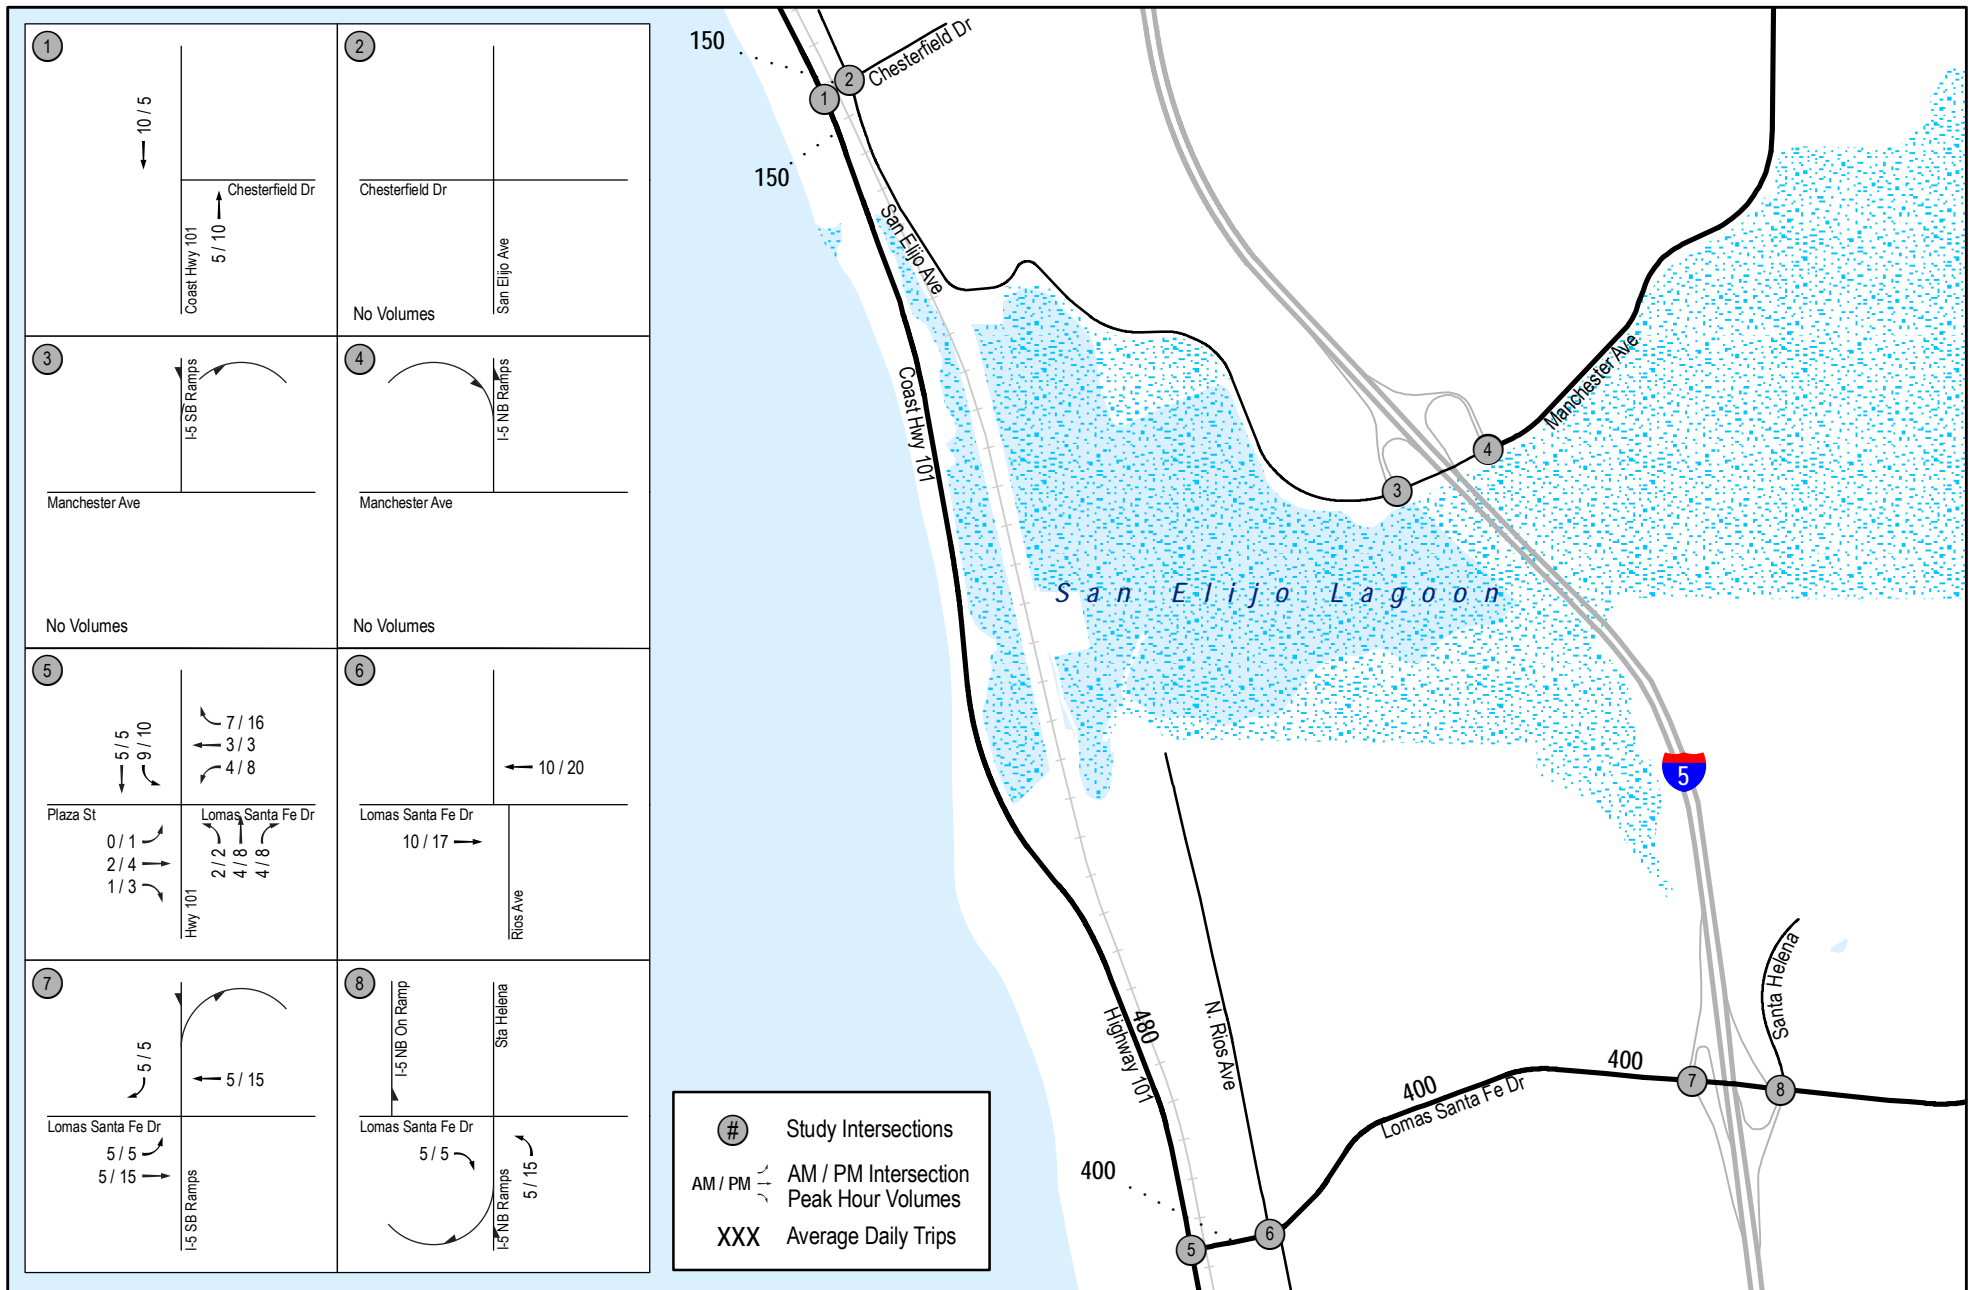 1
10 / 5
Chesterfield Dr
5 / 10
Coast Hwy 101
2
Chesterfield Dr
San Elijo Ave
No Volumes
3
I-5 SB Ramps
Manchester Ave
No Volumes
4
I-5 NB Ramps
Manchester Ave
No Volumes
5
5 / 5
9 / 10
7 / 16
3 / 3
4 / 8
Plaza St
Lomas Santa Fe Dr
0 / 1
2 / 4
1 / 3
2 / 2
4 / 8
4 / 8
Hwy 101
6
10 / 20
Lomas Santa Fe Dr
10 / 17
Rios Ave
7
5 / 5
5 / 15
Lomas Santa Fe Dr
5 / 5
5 / 15
I-5 SB Ramps
8
I-5 NB On Ramp
Sta Helena
Lomas Santa Fe Dr
5 / 5
5 / 15
I-5 NB Ramps
150
2
Chesterfield Dr
1
150
San Elijo Ave
Coast Hwy 101
Manchester Ave
4
3
San Elijo Lagoon
5
Santa Helena
480
Highway 101
N. Rios Ave
400
Lomas Santa Fe Dr
400
7
8
400
5
6
# Study Intersections
AM / PM AM / PM Intersection
Peak Hour Volumes
XXX Average Daily Trips